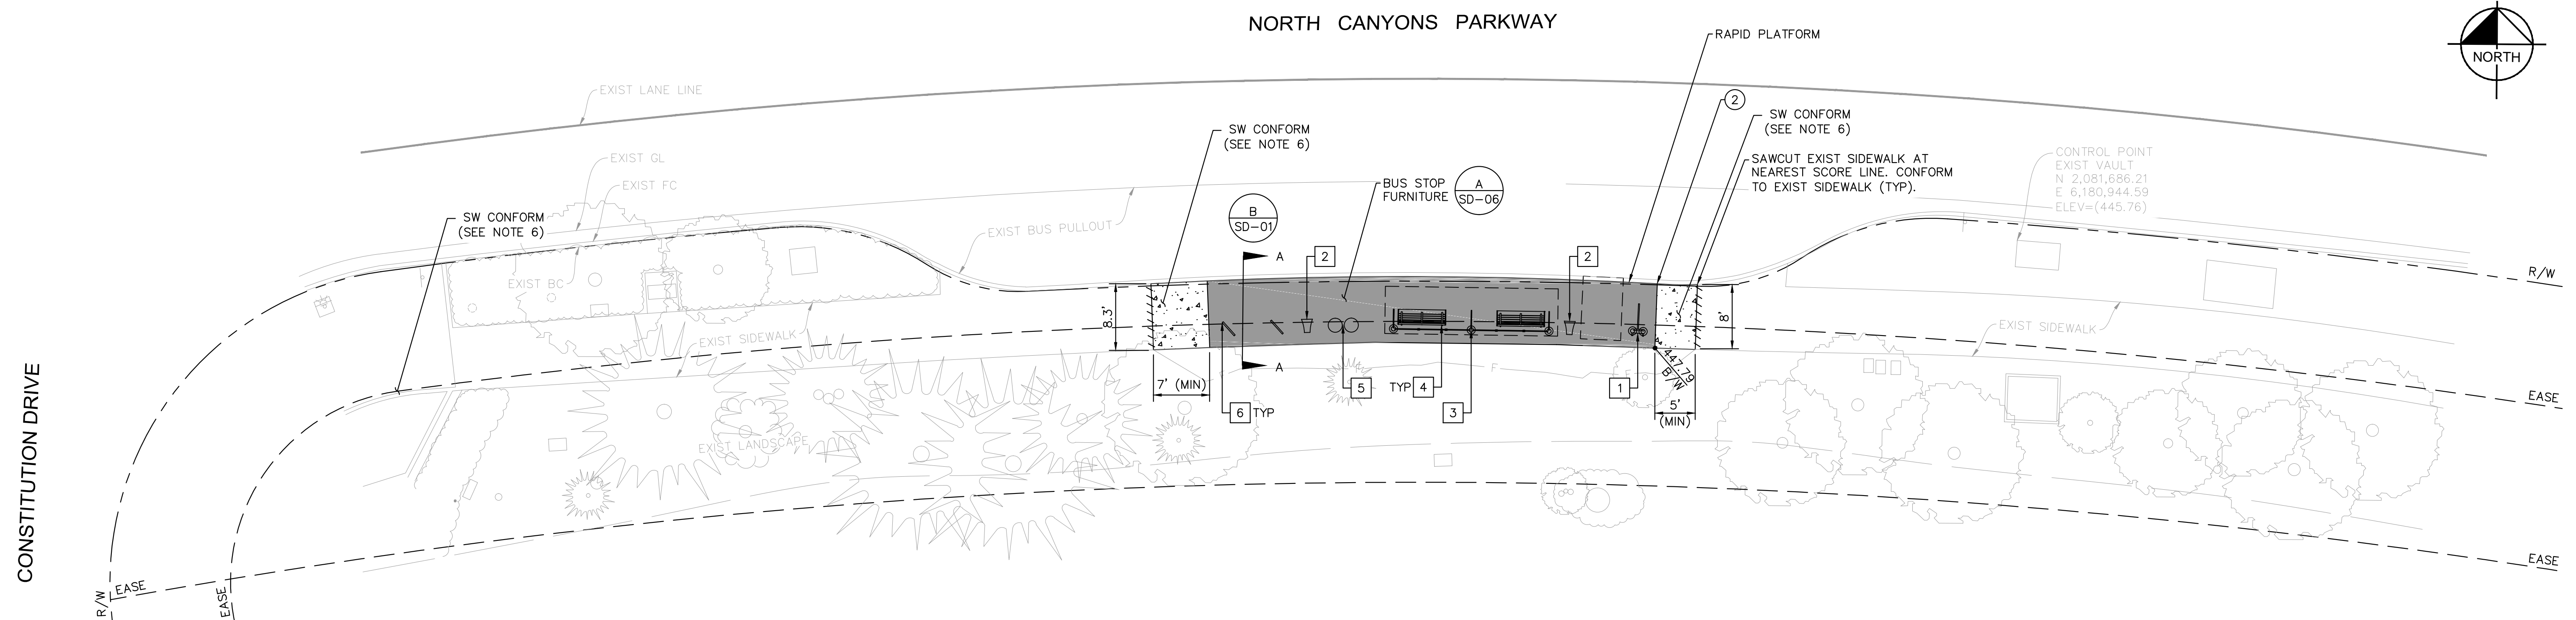 NORTH CANYONS PARKWAY
RAPID PLATFORM
NORTH
EXIST LANE LINE
2
SW CONFORM
(SEE NOTE 6)
SW CONFORM
(SEE NOTE 6)
EXIST GL
EXIST FC
SAWCUT EXIST SIDEWALK AT
NEAREST SCORE LINE. CONFORM
TO EXIST SIDEWALK (TYP).
CONTROL POINT
EXIST VAULT
N 2,081,686.21
E 6,180,944.59
ELEV=(445.76)
BUS STOP
FURNITURE
A
SD-06
SW CONFORM
(SEE NOTE 6)
B
SD-01
EXIST BUS PULLOUT
A
2
2
R/W
EXIST BC
8.3'
8'
EXIST SIDEWALK
EXIST SIDEWALK
447.79
B/W
A
F
F
F
7' (MIN)
5
TYP 4
1
EASE
6 TYP
3
5'
(MIN)
EXIST LANDSCAPE
CONSTITUTION DRIVE
EASE
R/W
EASE
EASE